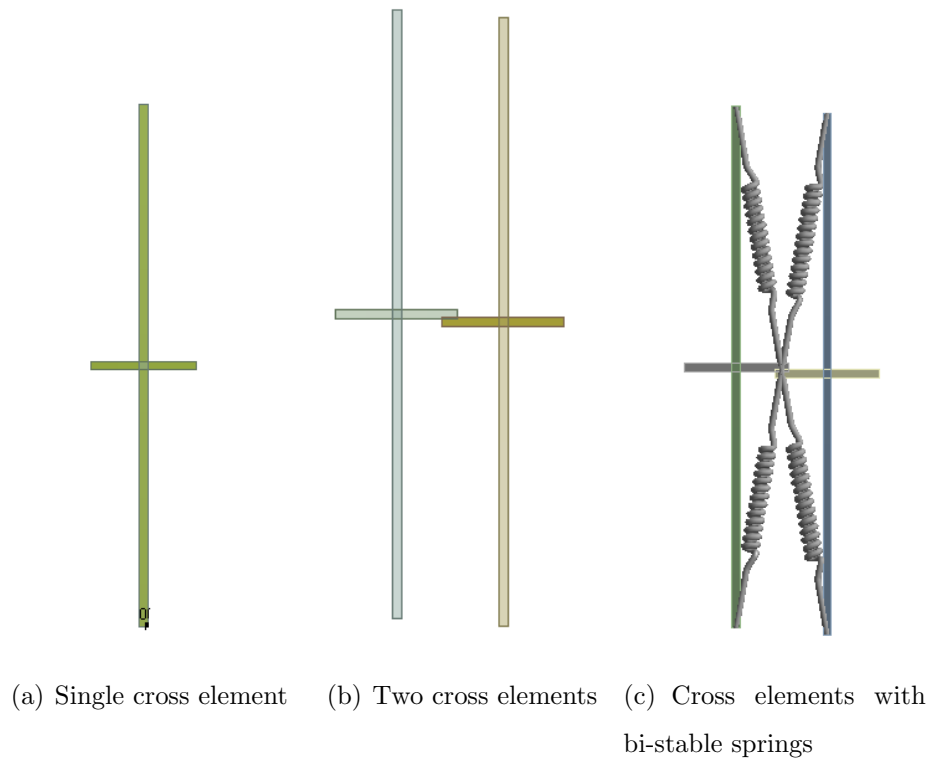 (a) Single cross element
(b) Two cross elements
(c) Cross elements with
bi-stable springs